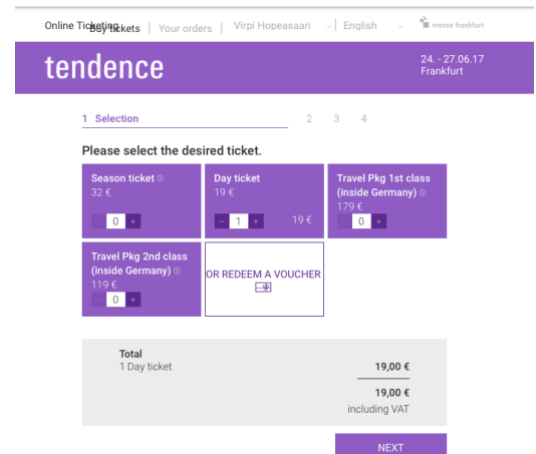 Online Ticketing
Buy tickets | Your orders | Virpi Hopeasaari | English
messe frankfurt
tendence
24. - 27.06.17
Frankfurt
1 Selection 2 3 4
Please select the desired ticket.
Season ticket
32 €
- 0 +
Day ticket
19 €
- 1 + 19 €
Travel Pkg 1st class
(inside Germany)
179 €
- 0 +
Travel Pkg 2nd class
(inside Germany)
119 €
- 0 +
OR REDEEM A VOUCHER
Total
1 Day ticket 19,00 €
19,00 €
including VAT
NEXT